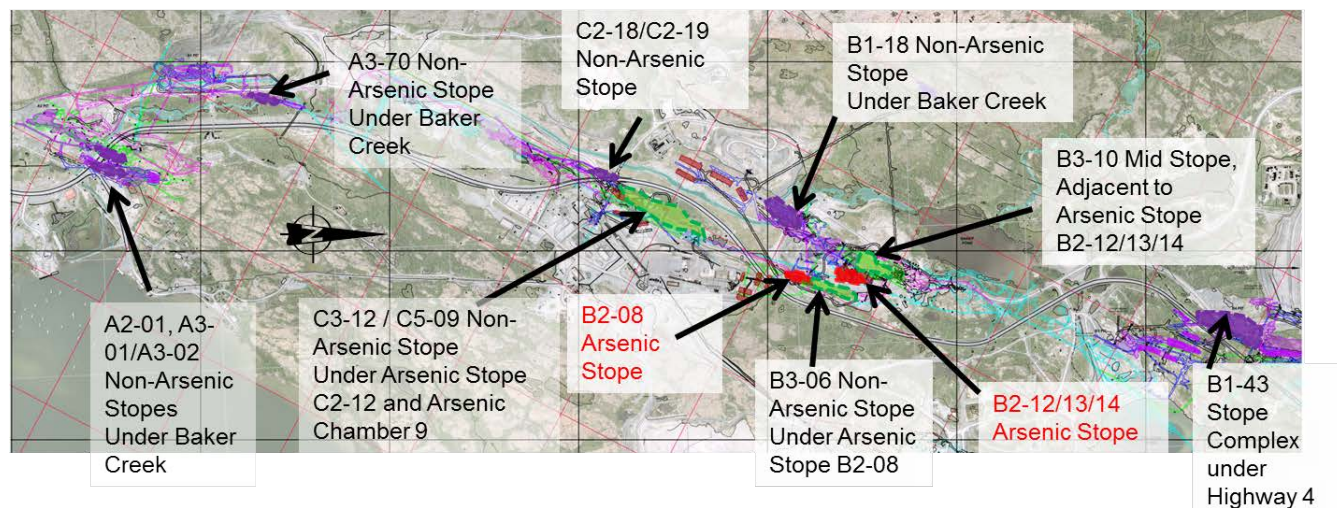 A3-70 Non-
Arsenic Stope
Under Baker
Creek
C2-18/C2-19
Non-Arsenic
Stope
B1-18 Non-Arsenic
Stope
Under Baker Creek
B3-10 Mid Stope,
Adjacent to
Arsenic Stope
B2-12/13/14
N
A2-01, A3-
01/A3-02
Non-Arsenic
Stopes
Under Baker
Creek
C3-12 / C5-09 Non-
Arsenic Stope
Under Arsenic Stope
C2-12 and Arsenic
Chamber 9
B2-08
Arsenic
Stope
B3-06 Non-
Arsenic Stope
Under Arsenic
Stope B2-08
B2-12/13/14
Arsenic Stope
B1-43
Stope
Complex
under
Highway 4